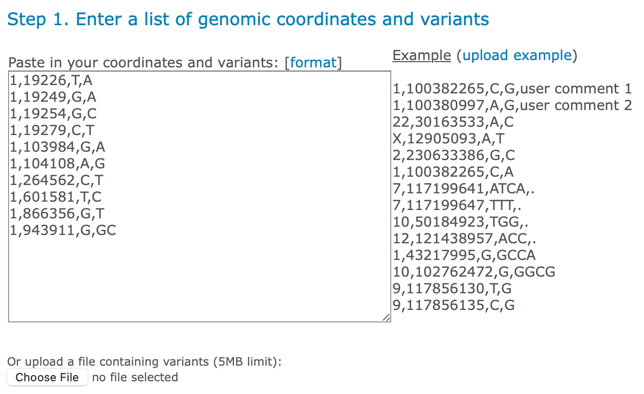 Step 1. Enter a list of genomic coordinates and variants
Paste in your coordinates and variants: [format]
1,19226,T,A
1,19249,G,A
1,19254,G,C
1,19279,C,T
1,103984,G,A
1,104108,A,G
1,264562,C,T
1,601581,T,C
1,866356,G,T
1,943911,G,GC
Example (upload example)
1,100382265,C,G,user comment 1
1,100380997,A,G,user comment 2
22,30163533,A,C
X,12905093,A,T
2,230633386,G,C
1,100382265,C,A
7,117199641,ATCA,.
7,117199647,TTT,.
10,50184923,TGG,.
12,121438957,ACC,.
1,43217995,G,GCCA
10,102762472,G,GGCG
9,117856130,T,G
9,117856135,C,G
Or upload a file containing variants (5MB limit):
Choose File no file selected